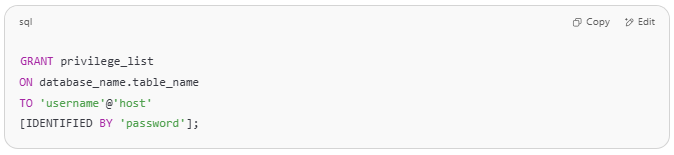 sql
Copy
Edit
GRANT privilege_list
ON database_name.table_name
TO 'username'@'host'
[IDENTIFIED BY 'password'];